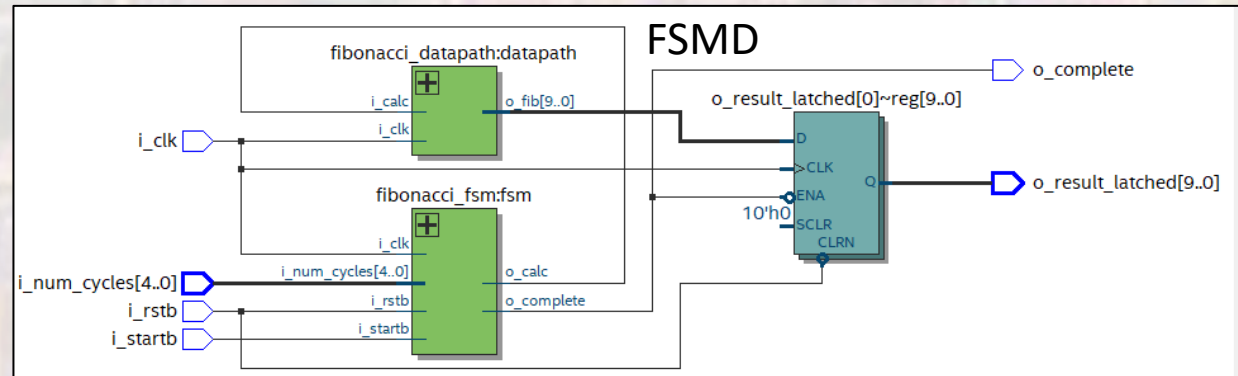 FSMD
fibonacci_datapath:datapath
o_complete
i_calc
o_fib[9..0]
o_result_latched[0]~reg[9..0]
i_clk
i_clk
D
CLK
Q
o_result_latched[9..0]
fibonacci_fsm:fsm
ENA
10'h0
SCLR
CLRN
i_clk
i_num_cycles[4..0]
i_num_cycles[4..0]
o_calc
i_rstb
i_rstb
o_complete
i_startb
i_startb